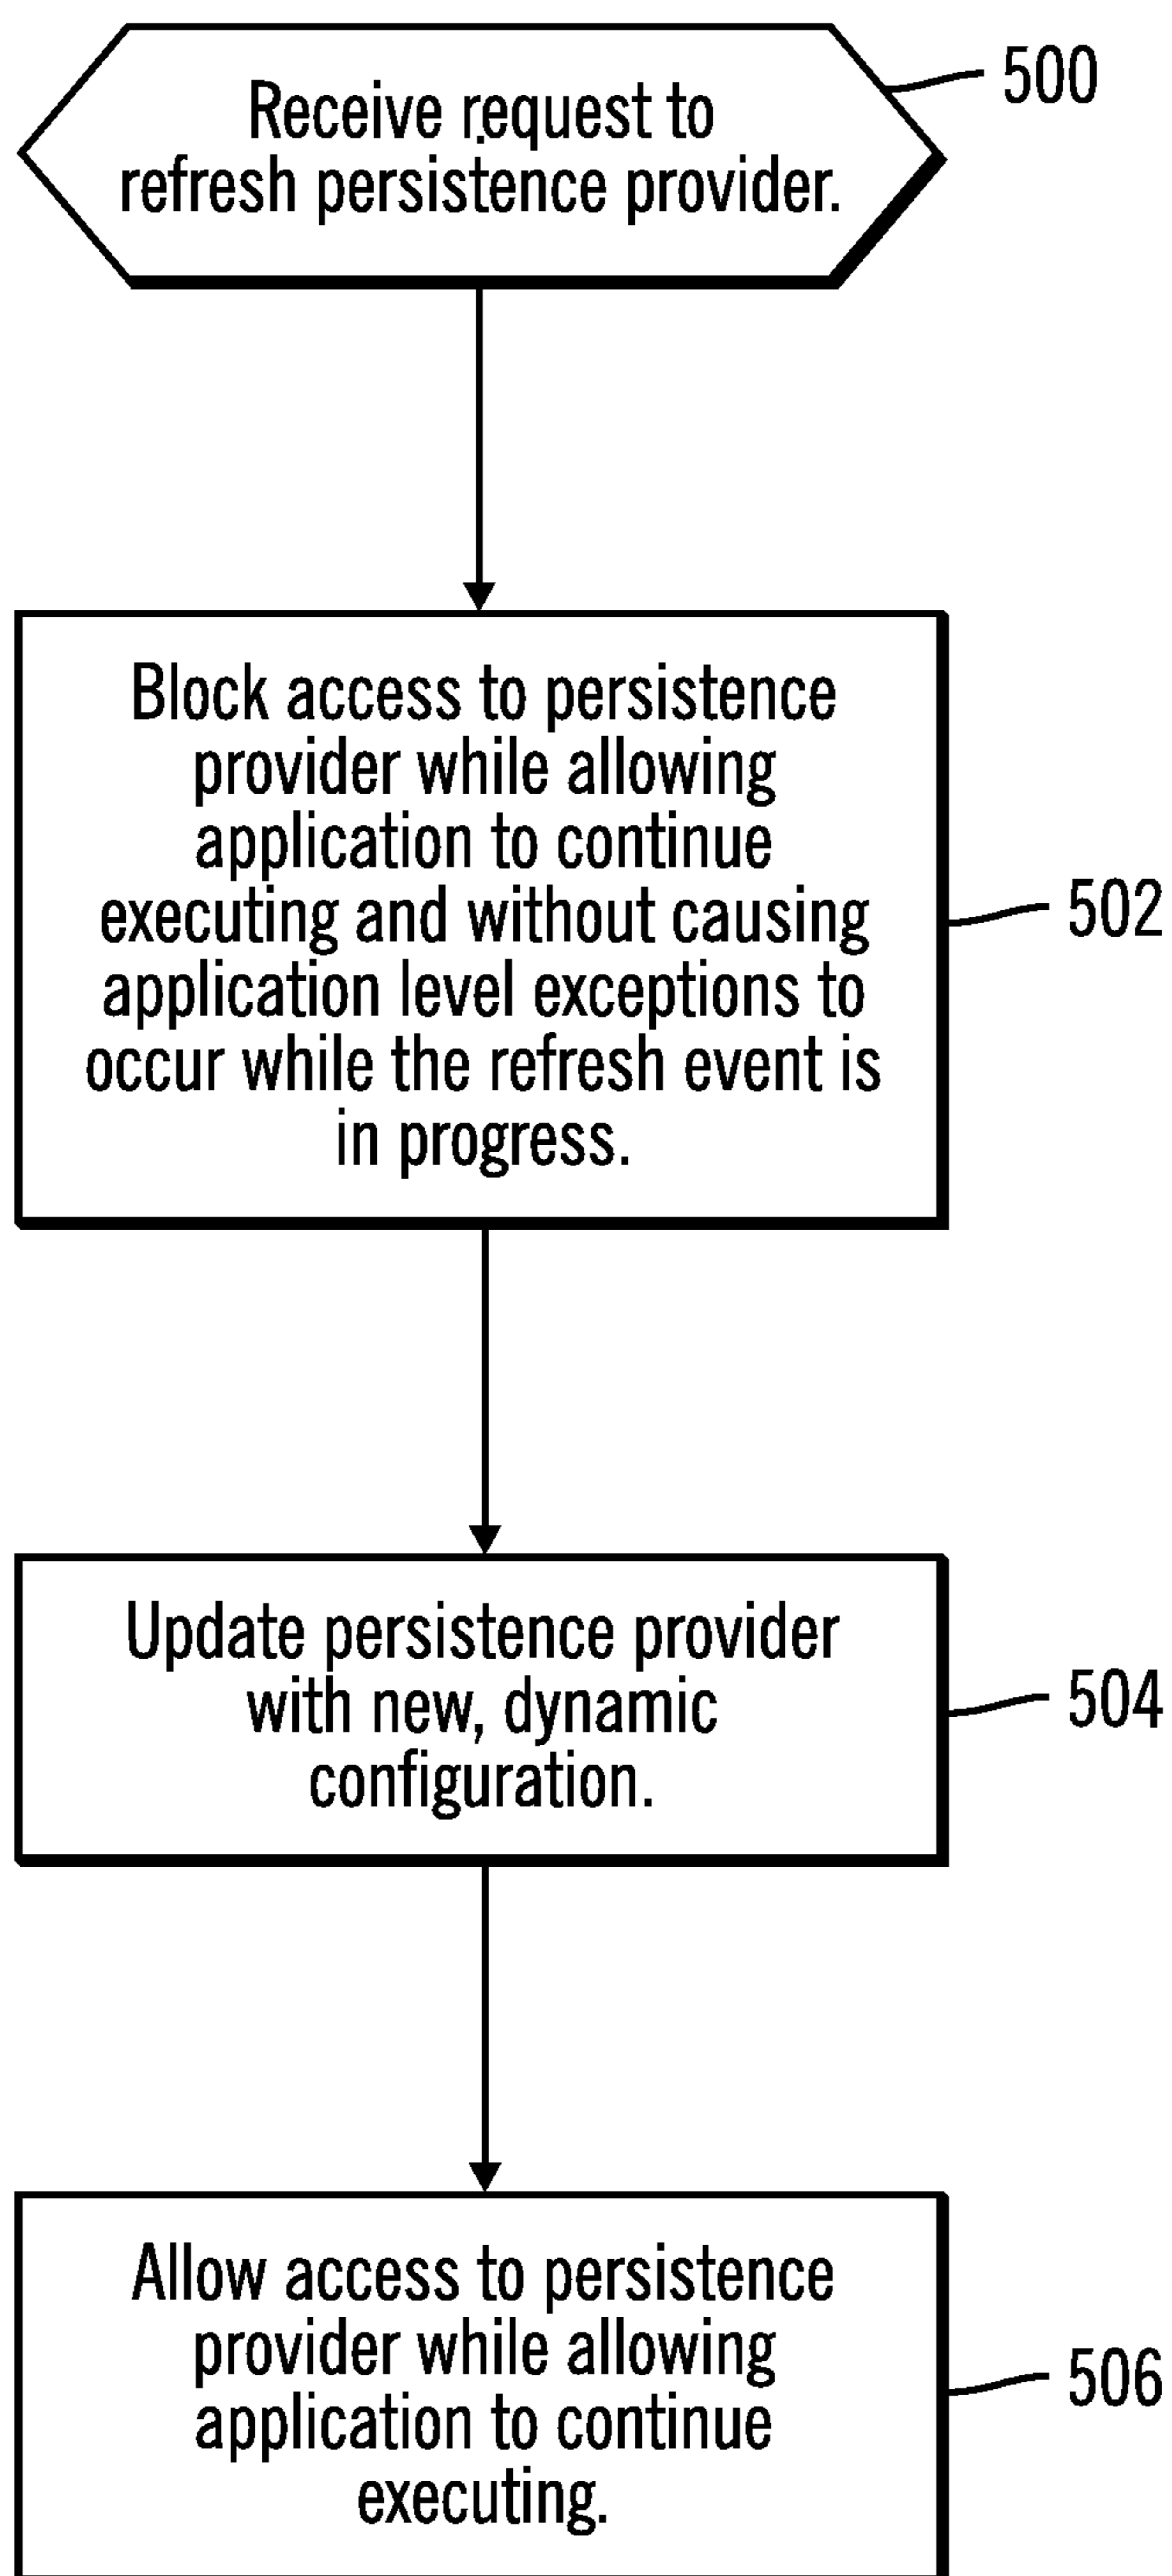 Receive request to
refresh persistence provider.
500
Block access to persistence
provider while allowing
application to continue
executing and without causing
application level exceptions to
occur while the refresh event is
in progress.
502
Update persistence provider
with new, dynamic
configuration.
504
Allow access to persistence
provider while allowing
application to continue
executing.
506